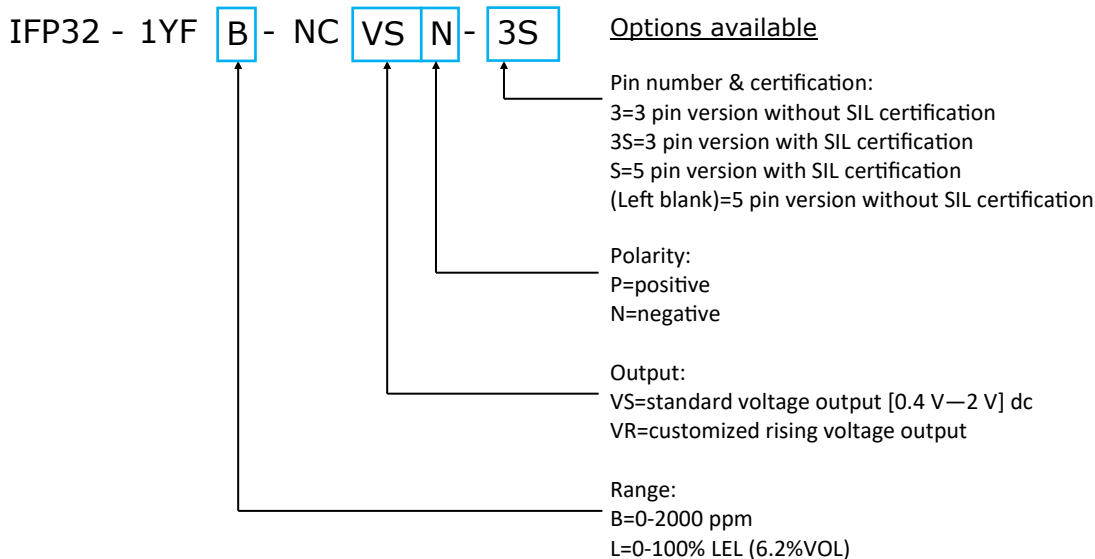 IFP32 - 1YF B - NC VS N - 3S
Options available
Pin number & certification:
3=3 pin version without SIL certification
3S=3 pin version with SIL certification
S=5 pin version with SIL certification
(Left blank)=5 pin version without SIL certification
Polarity:
P=positive
N=negative
Output:
VS=standard voltage output [0.4 V—2 V] dc
VR=customized rising voltage output
Range:
B=0-2000 ppm
L=0-100% LEL (6.2%VOL)